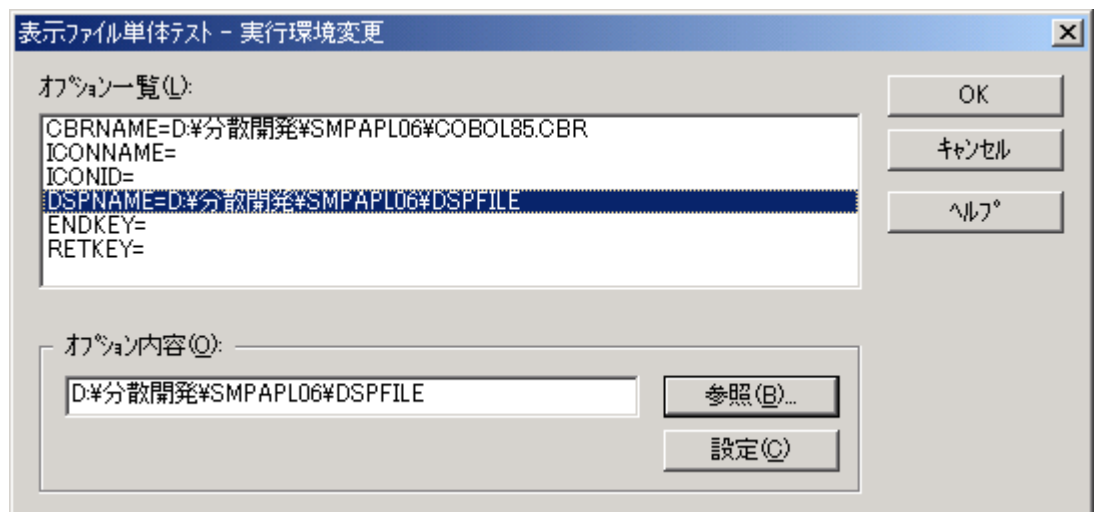 表示ﾌｧｲﾙ単体ﾃｽﾄ - 実行環境変更
ｵﾌﾟｼｮﾝ一覧(L):
OK
CBRNAME=D:¥分散開発¥SMPAPL06¥COBOL85.CBR
ICONNAME=
ｷｬﾝｾﾙ
ICONID=
DSPNAME=D:¥分散開発¥SMPAPL06¥DSPFILE
ﾍﾙﾌﾟ
ENDKEY=
RETKEY=
ｵﾌﾟｼｮﾝ内容(O):
D:¥分散開発¥SMPAPL06¥DSPFILE
参照(B)...
設定(C)